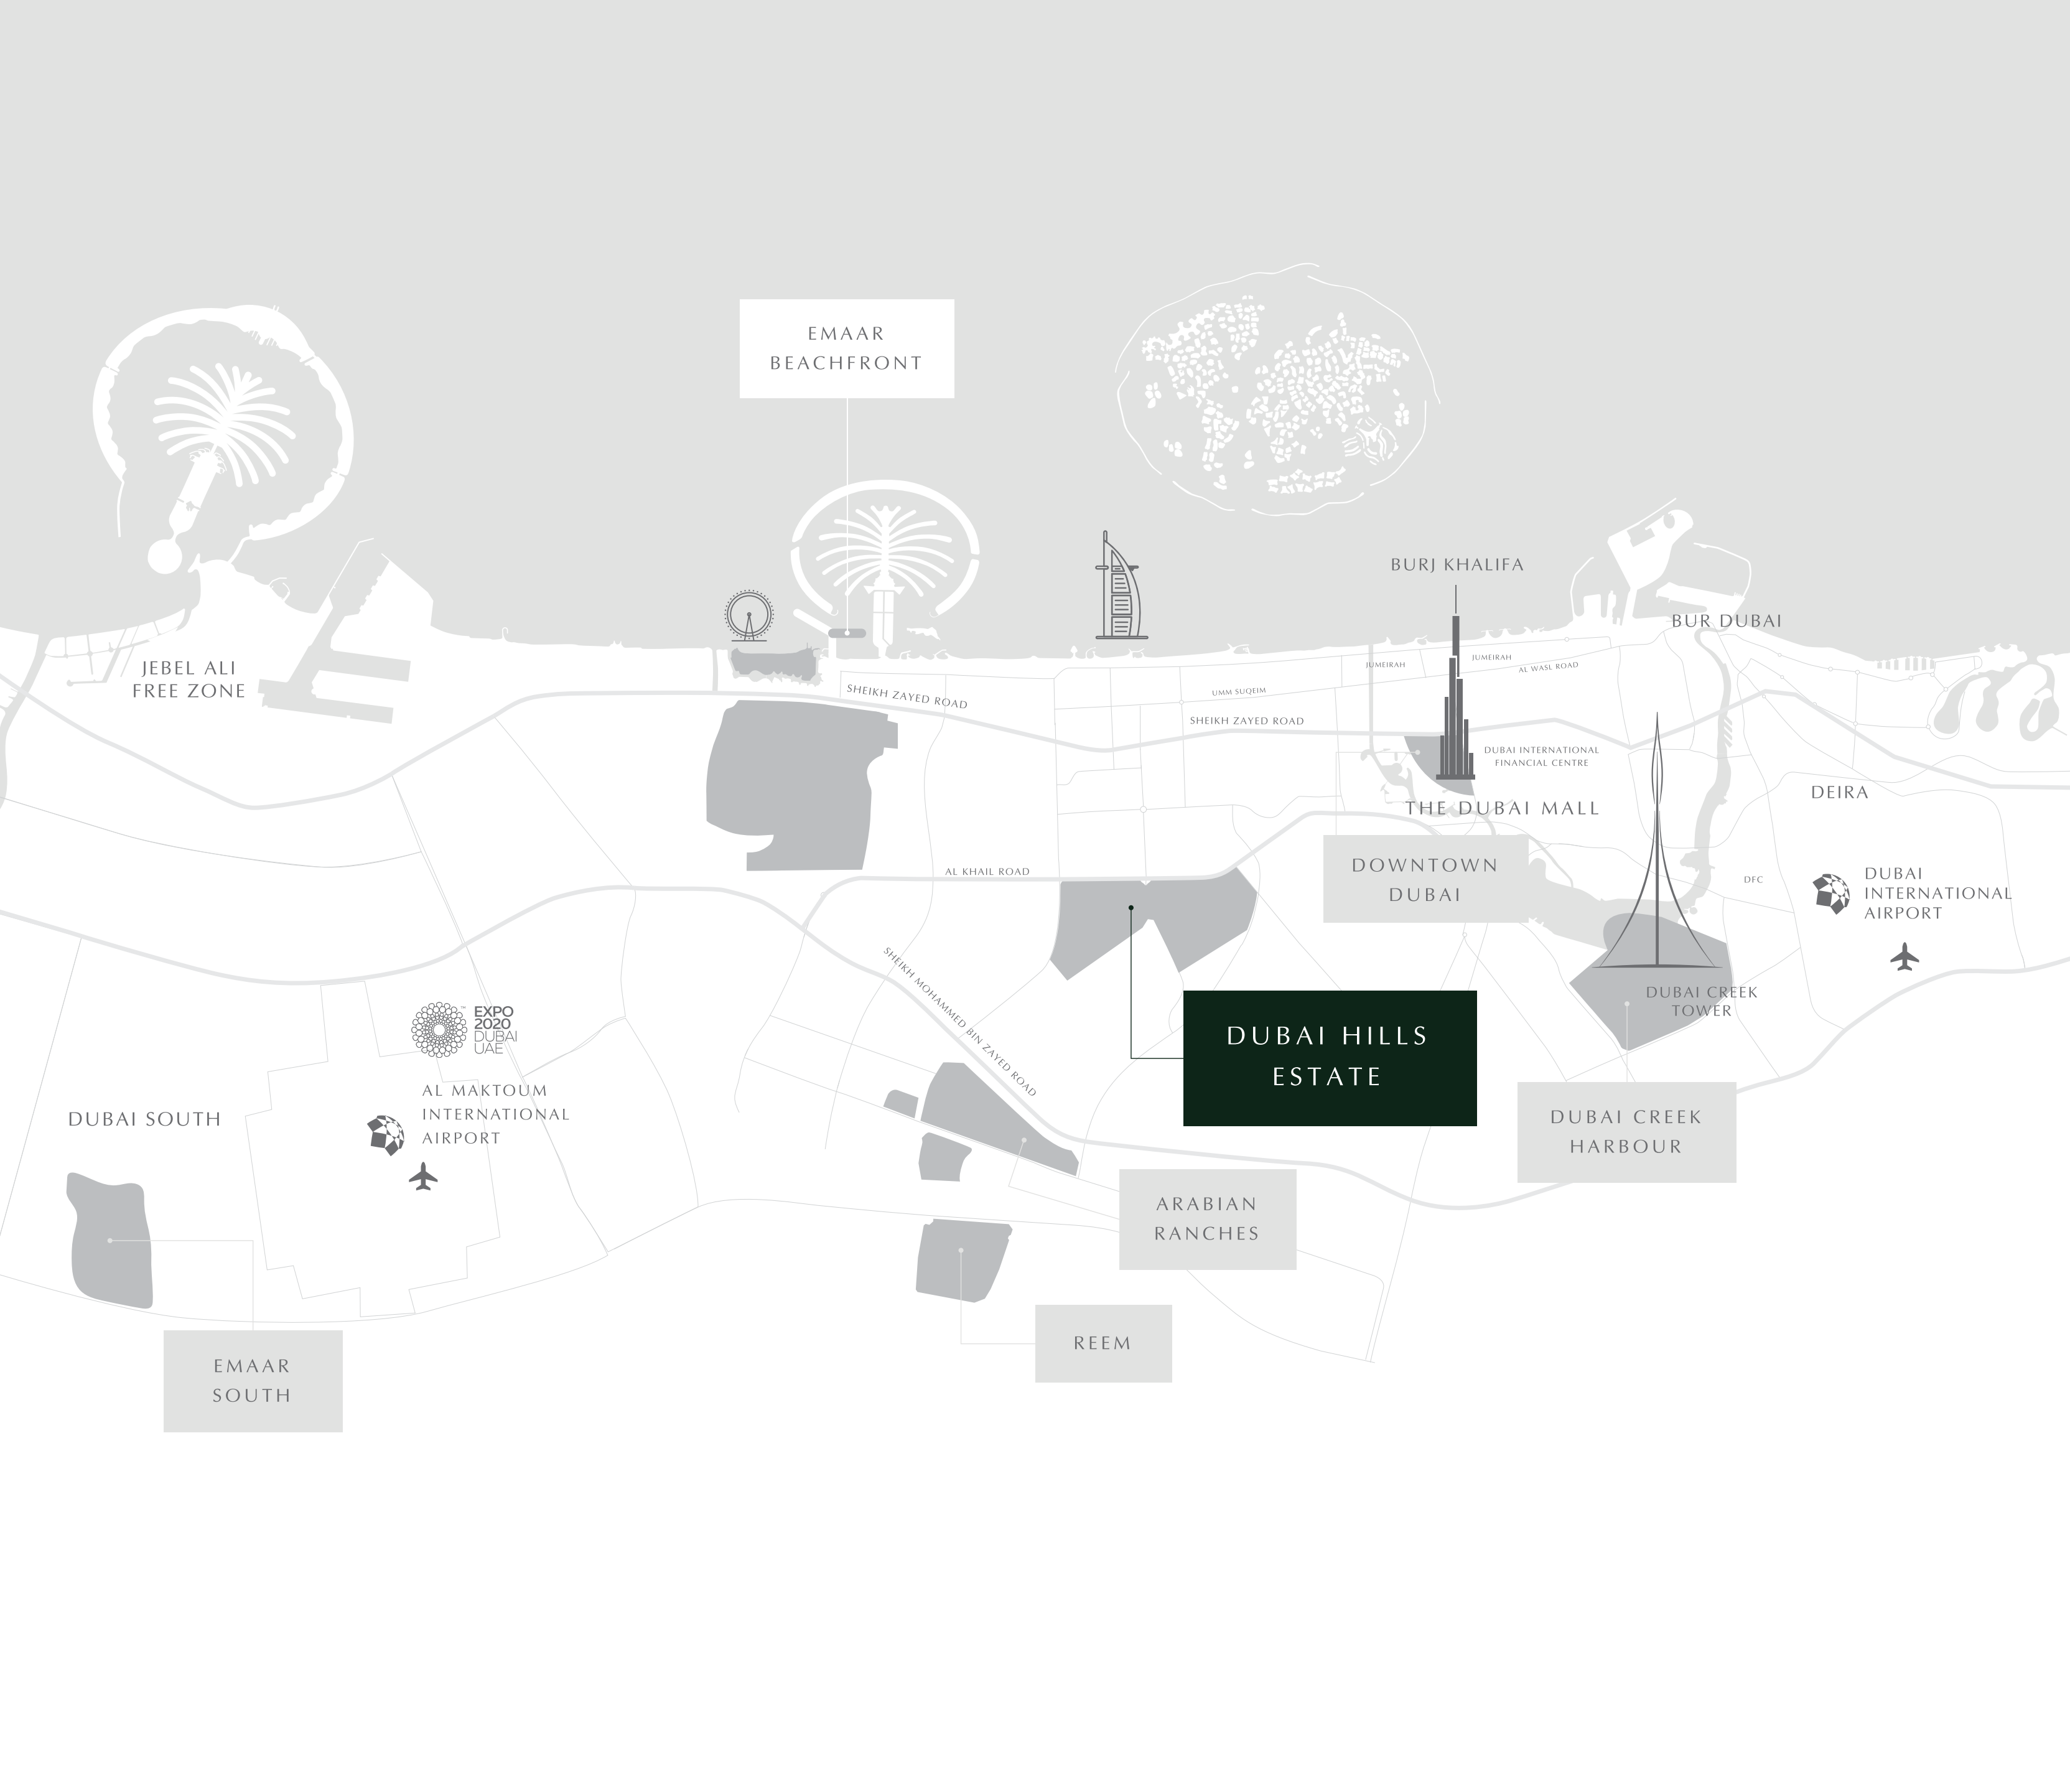 EMAAR
BEACHFRONT
BURJ KHALIFA
BUR DUBAI
JEBEL ALI
FREE ZONE
SHEIKH ZAYED ROAD
JUMEIRAH
JUMEIRAH
AL WASL ROAD
UMM SUQEIM
SHEIKH ZAYED ROAD
DUBAI INTERNATIONAL
FINANCIAL CENTRE
THE DUBAI MALL
DEIRA
DOWNTOWN
DUBAI
AL KHAIL ROAD
DFC
DUBAI
INTERNATIONAL
AIRPORT
SHEIKH MOHAMMED BIN ZAYED ROAD
DUBAI CREEK
TOWER
EXPO
2020
DUBAI
UAE
DUBAI HILLS
ESTATE
AL MAKTOUM
INTERNATIONAL
AIRPORT
DUBAI SOUTH
DUBAI CREEK
HARBOUR
ARABIAN
RANCHES
REEM
EMAAR
SOUTH